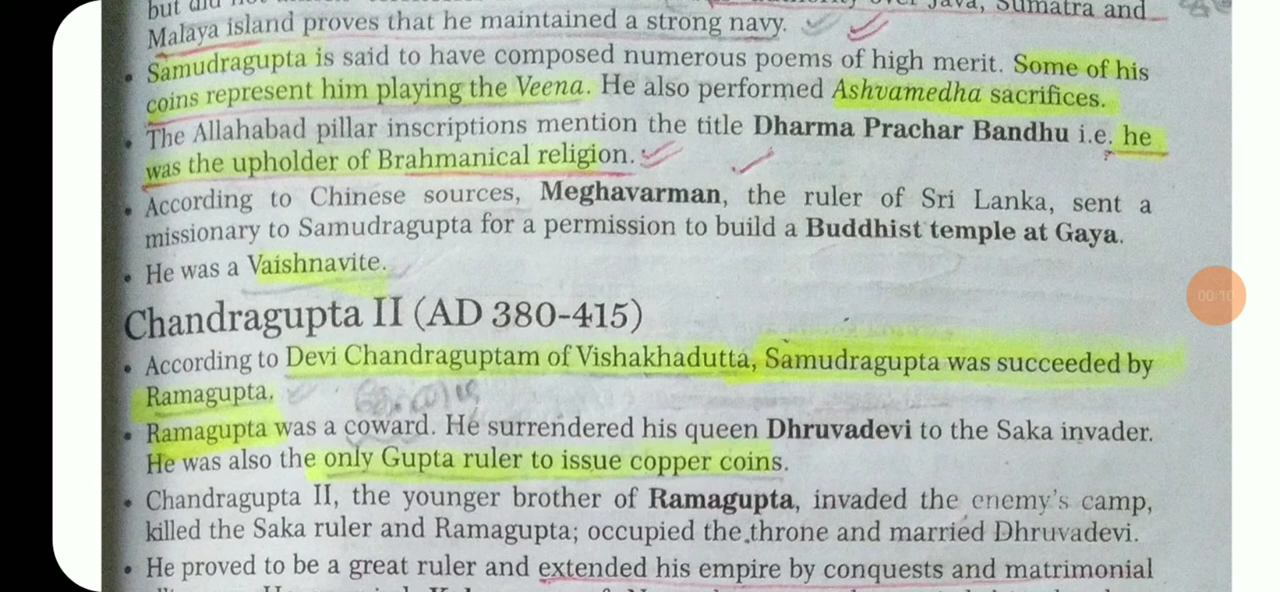 but did
Java, Sumatra and
Malaya island proves that he maintained a strong navy.
• Samudragupta is said to have composed numerous poems of high merit. Some of his
coins represent him playing the Veena. He also performed Ashvamedha sacrifices.
• The Allahabad pillar inscriptions mention the title Dharma Prachar Bandhu i.e. he
was the upholder of Brahmanical religion.
• According to Chinese sources, Meghavarman, the ruler of Sri Lanka, sent a
missionary to Samudragupta for a permission to build a Buddhist temple at Gaya.
• He was a Vaishnavite.
Chandragupta II (AD 380-415)
• According to Devi Chandraguptam of Vishakhadutta, Samudragupta was succeeded by
Ramagupta.
• Ramagupta was a coward. He surrendered his queen Dhruvadevi to the Saka invader.
He was also the only Gupta ruler to issue copper coins.
• Chandragupta II, the younger brother of Ramagupta, invaded the enemy's camp,
killed the Saka ruler and Ramagupta; occupied the throne and married Dhruvadevi.
• He proved to be a great ruler and extended his empire by conquests and matrimonial
00:10